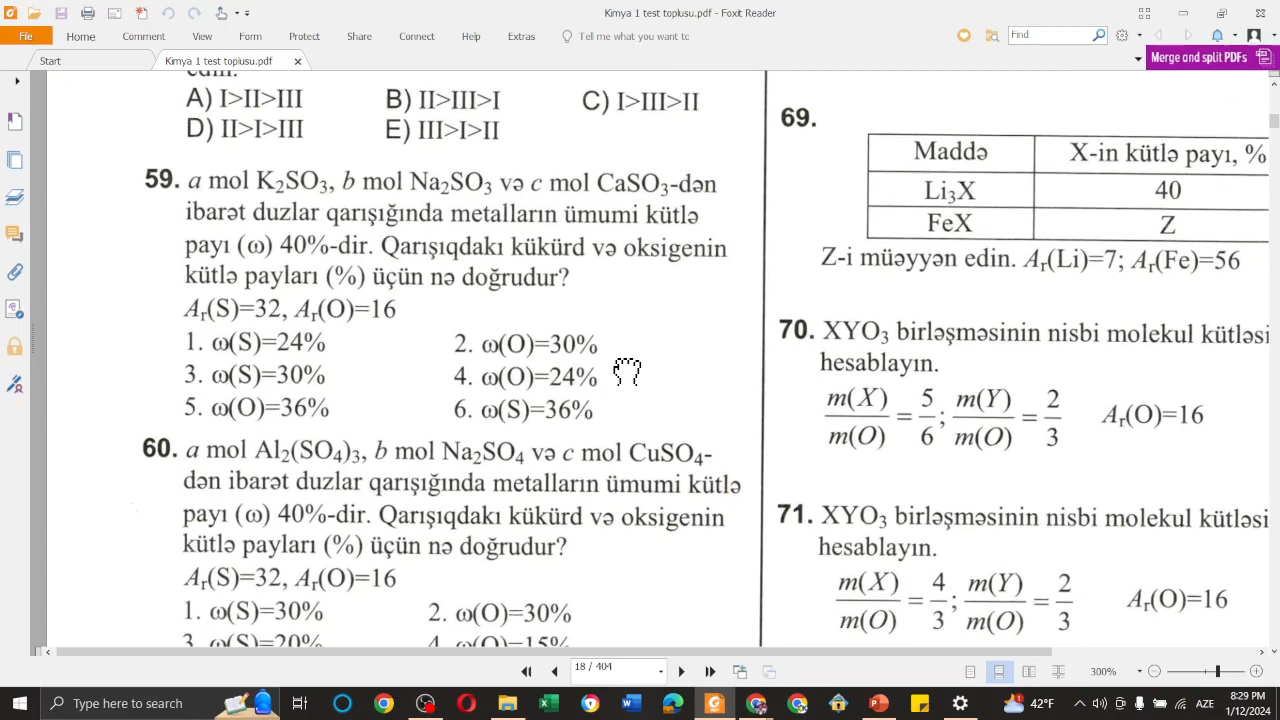 Kimya 1 test toplusu.pdf - Foxit Reader
File Home Comment View Form Protect Share Connect Help Extras Tell me what you want to Find
Start Kimya 1 test toplusu.pdf Merge and split PDFs
edin.
A) I>II>III B) II>III>I C) I>III>II
D) II>I>III E) III>I>II
59. a mol K₂SO₃, b mol Na₂SO₃ və c mol CaSO₃-dən
ibarət duzlar qarışığında metalların ümumi kütlə
payı (ω) 40%-dir. Qarışıqdakı kükürd və oksigenin
kütlə payları (%) üçün nə doğrudur?
Aᵣ(S)=32, Aᵣ(O)=16
1. ω(S)=24% 2. ω(O)=30%
3. ω(S)=30% 4. ω(O)=24%
5. ω(O)=36% 6. ω(S)=36%
60. a mol Al₂(SO₄)₃, b mol Na₂SO₄ və c mol CuSO₄-
dən ibarət duzlar qarışığında metalların ümumi kütlə
payı (ω) 40%-dir. Qarışıqdakı kükürd və oksigenin
kütlə payları (%) üçün nə doğrudur?
Aᵣ(S)=32, Aᵣ(O)=16
1. ω(S)=30% 2. ω(O)=30%
3. ω(S)=20% 4. ω(O)=15%
69.
Maddə X-in kütlə payı, %
Li₃X 40
FeX Z
Z-i müəyyən edin. Aᵣ(Li)=7; Aᵣ(Fe)=56
70. XYO₃ birləşməsinin nisbi molekul kütləsi
hesablayın.
m(X)/m(O) = 5/6; m(Y)/m(O) = 2/3 Aᵣ(O)=16
71. XYO₃ birləşməsinin nisbi molekul kütləsi
hesablayın.
m(X)/m(O) = 4/3; m(Y)/m(O) = 2/3 Aᵣ(O)=16
18 / 404 300%
Type here to search 42°F AZE 8:29 PM
1/12/2024